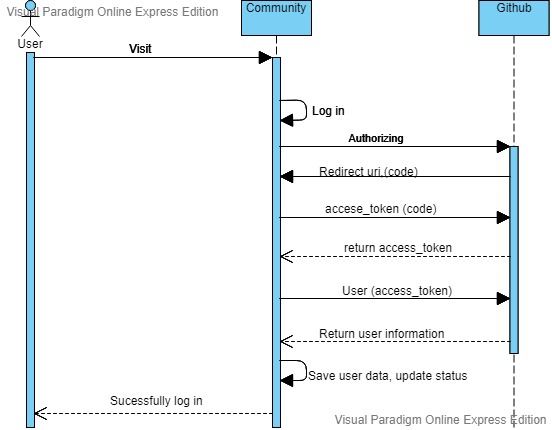 Visual Paradigm Online Express Edition
Community
Github
User
Visit
Log in
Authorizing
Redirect uri,(code)
accese_token (code)
return access_token
User (access_token)
Return user information
Save user data, update status
Sucessfully log in
Visual Paradigm Online Express Edition